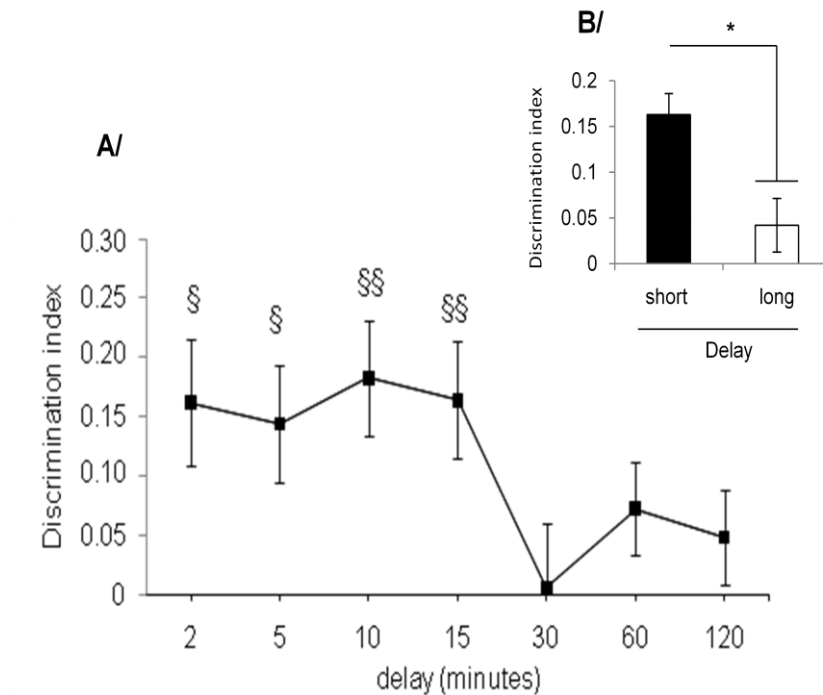 B/
*
Discrimination index
0.2
0.15
0.1
0.05
0
short long
Delay
A/
Discrimination index
0.30
0.25
0.20
0.15
0.10
0.05
0
§ § §§ §§
2 5 10 15 30 60 120
delay (minutes)